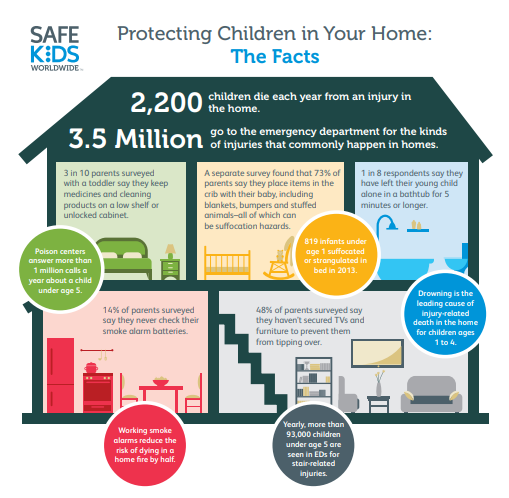 SAFE
KIDS
WORLDWIDE™
Protecting Children in Your Home:
The Facts
2,200 children die each year from an injury in
the home.
3.5 Million go to the emergency department for the kinds
of injuries that commonly happen in homes.
3 in 10 parents surveyed
with a toddler say they keep
medicines and cleaning
products on a low shelf or
unlocked cabinet.
Poison centers
answer more than
1 million calls a
year about a child
under age 5.
A separate survey found that 73% of
parents say they place items in the
crib with their baby, including
blankets, bumpers and stuffed
animals–all of which can
be suffocation hazards.
819 infants under
age 1 suffocated
or strangulated in
bed in 2013.
1 in 8 respondents say they
have left their young child
alone in a bathtub for 5
minutes or longer.
Drowning is the
leading cause of
injury-related
death in the home
for children ages
1 to 4.
14% of parents surveyed
say they never check their
smoke alarm batteries.
Working smoke
alarms reduce the
risk of dying in a
home fire by half.
48% of parents surveyed say
they haven't secured TVs and
furniture to prevent them
from tipping over.
Yearly, more than
93,000 children
under age 5 are
seen in EDs for
stair-related
injuries.